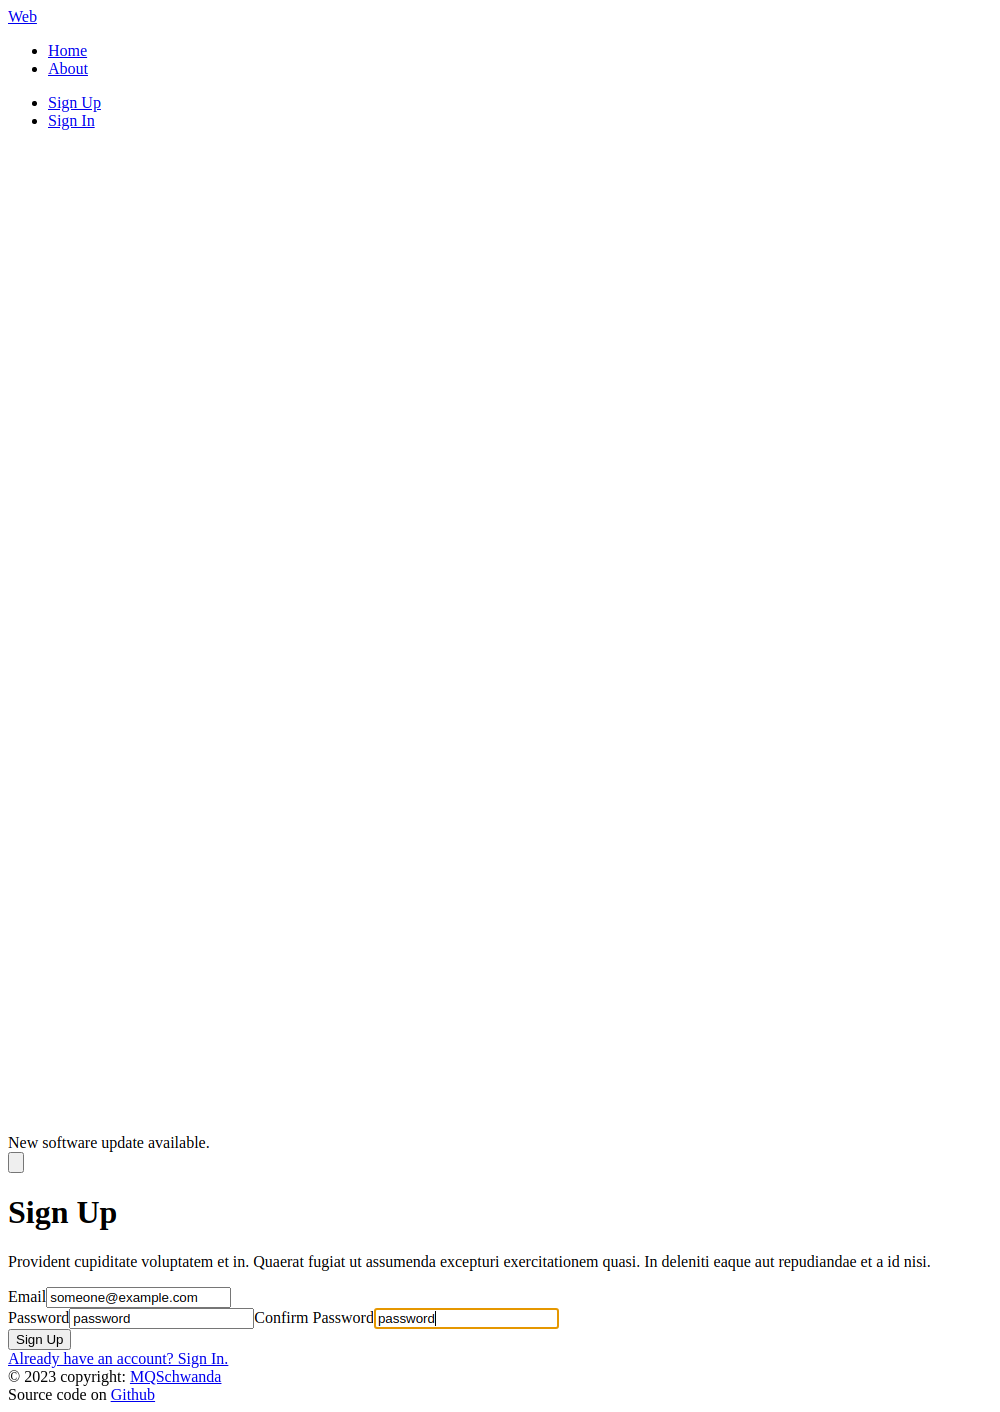 Web
Home
About
Sign Up
Sign In
New software update available.
Sign Up
Provident cupiditate voluptatem et in. Quaerat fugiat ut assumenda excepturi exercitationem quasi. In deleniti eaque aut repudiandae et a id nisi.
Email someone@example.com
Password password Confirm Password password
Sign Up
Already have an account? Sign In.
© 2023 copyright: MQSchwanda
Source code on Github